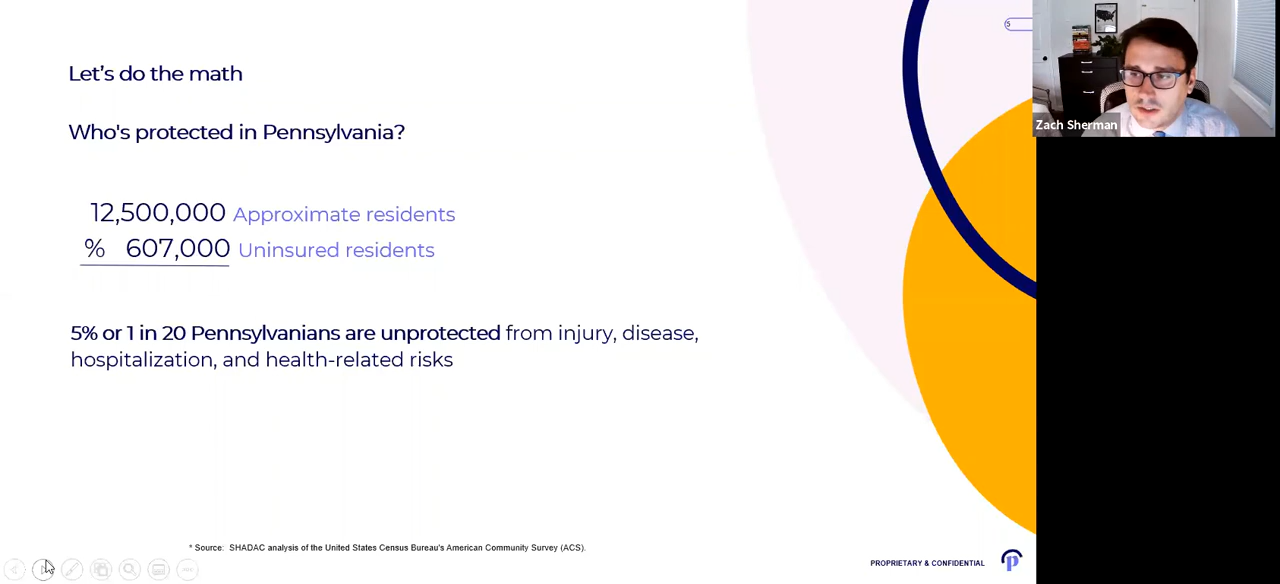 5
Let's do the math
Zach Sherman
Who's protected in Pennsylvania?
12,500,000 Approximate residents
% 607,000 Uninsured residents
5% or 1 in 20 Pennsylvanians are unprotected from injury, disease,
hospitalization, and health-related risks
* Source: SHADAC analysis of the United States Census Bureau's American Community Survey (ACS).
PROPRIETARY & CONFIDENTIAL